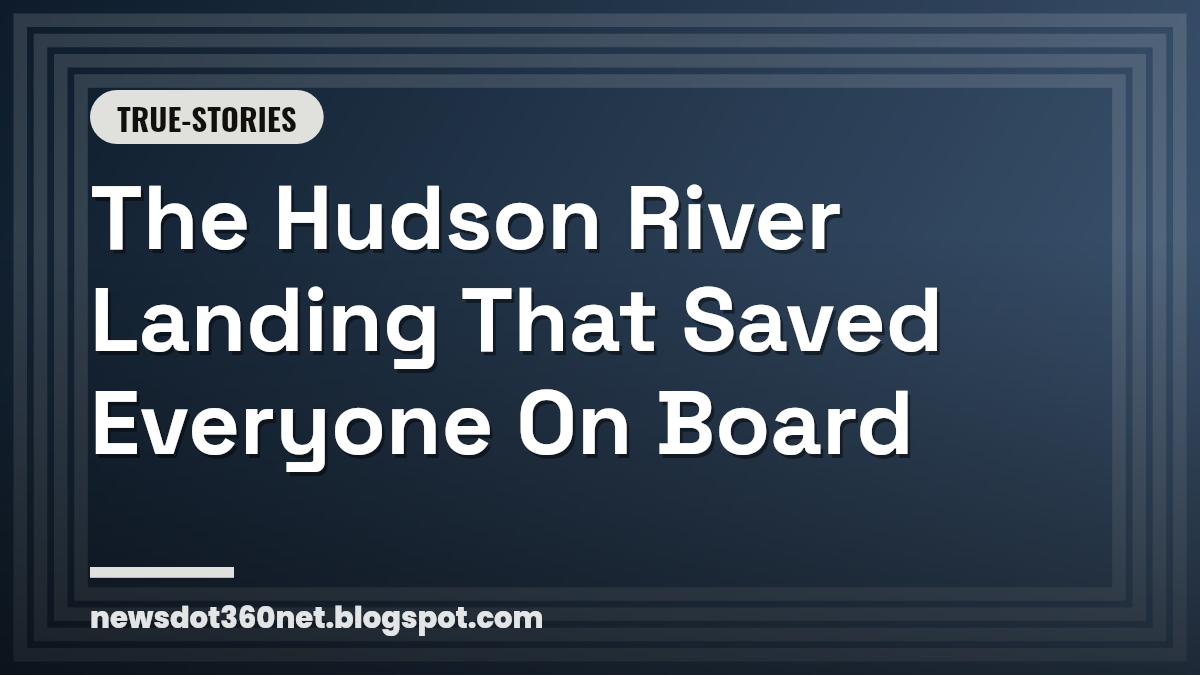 TRUE-STORIES
The Hudson River
Landing That Saved
Everyone On Board
newsdot360net.blogspot.com